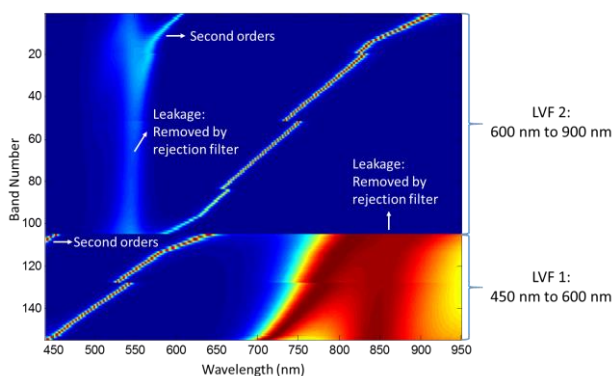 Second orders
Leakage:
Removed by
rejection filter
LVF 2:
600 nm to 900 nm
Leakage:
Removed by
rejection filter
Second orders
LVF 1:
450 nm to 600 nm
Band Number
20
40
60
80
100
120
140
450 500 550 600 650 700 750 800 850 900 950
Wavelength (nm)